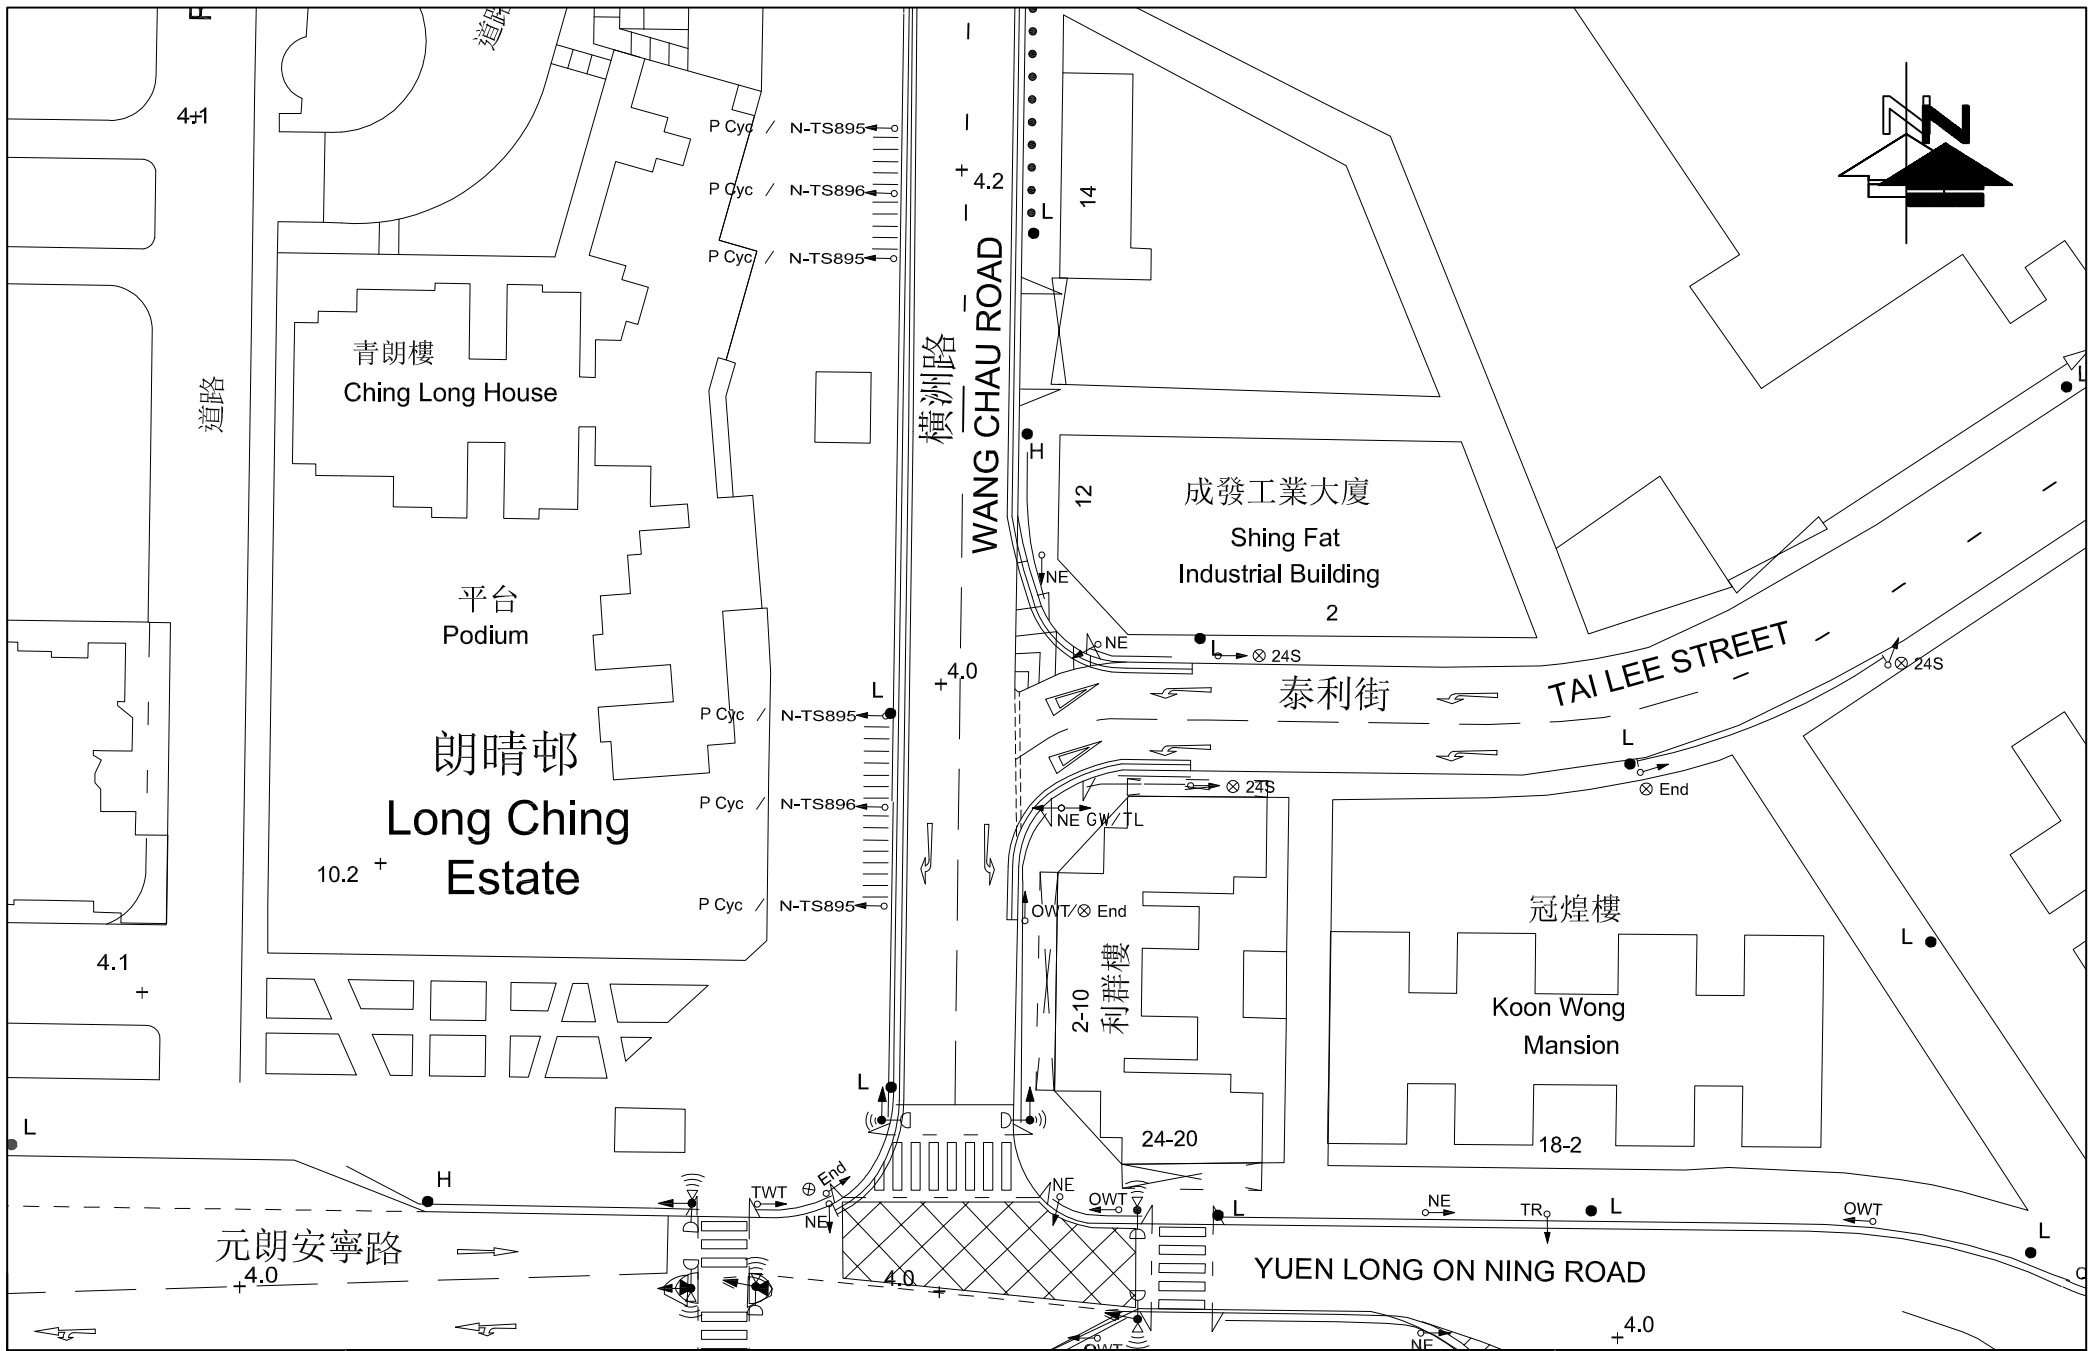 道路
4.1
P Cyc / N-TS895
4.2
P Cyc / N-TS896
14
L
N
N
P Cyc / N-TS895
青朗樓
Ching Long House
道路
橫洲路
WANG CHAU ROAD
L
H
12
成發工業大廈
Shing Fat
Industrial Building
2
NE
平台
Podium
NE
L
⊗ 24S
TAI LEE STREET
⊗ 24S
4.0
泰利街
L
P Cyc / N-TS895
朗晴邨
L
Long Ching
Estate
P Cyc / N-TS896
⊗ 24S
⊗ End
NE GW/TL
10.2
P Cyc / N-TS895
OWT/⊗ End
冠煌樓
L
4.1
2-10
利群樓
Koon Wong
Mansion
L
L
24-20
18-2
H
TWT
⊗ End
NE
NE
OWT
L
NE
TR
L
OWT
L
元朗安寧路
4.0
4.0
YUEN LONG ON NING ROAD
4.0
OWT
NE